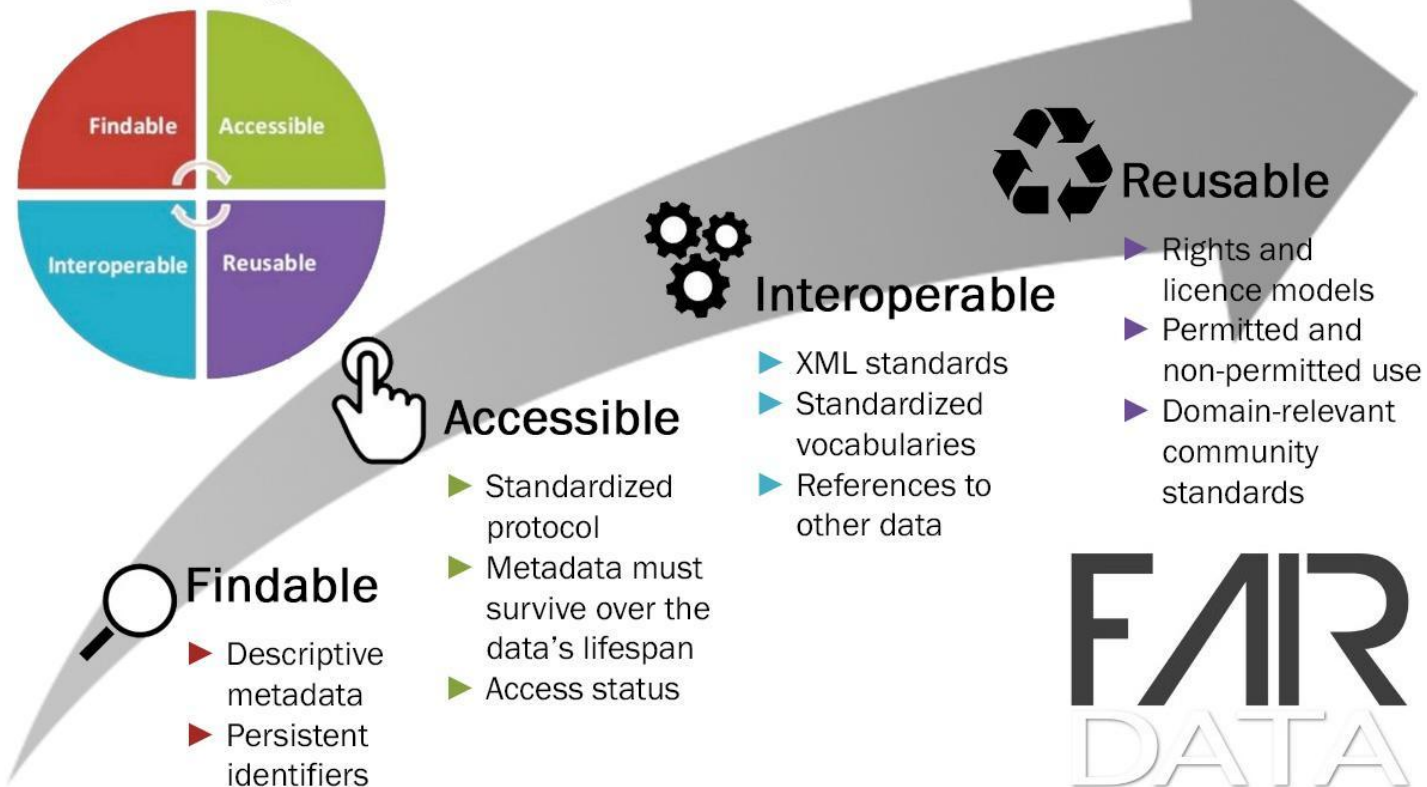 Findable
Accessible
Interoperable
Reusable
Findable
Descriptive
metadata
Persistent
identifiers
Accessible
Standardized
protocol
Metadata must
survive over the
data's lifespan
Access status
Interoperable
XML standards
Standardized
vocabularies
References to
other data
Reusable
Rights and
licence models
Permitted and
non-permitted use
Domain-relevant
community
standards
FAIR
DATA